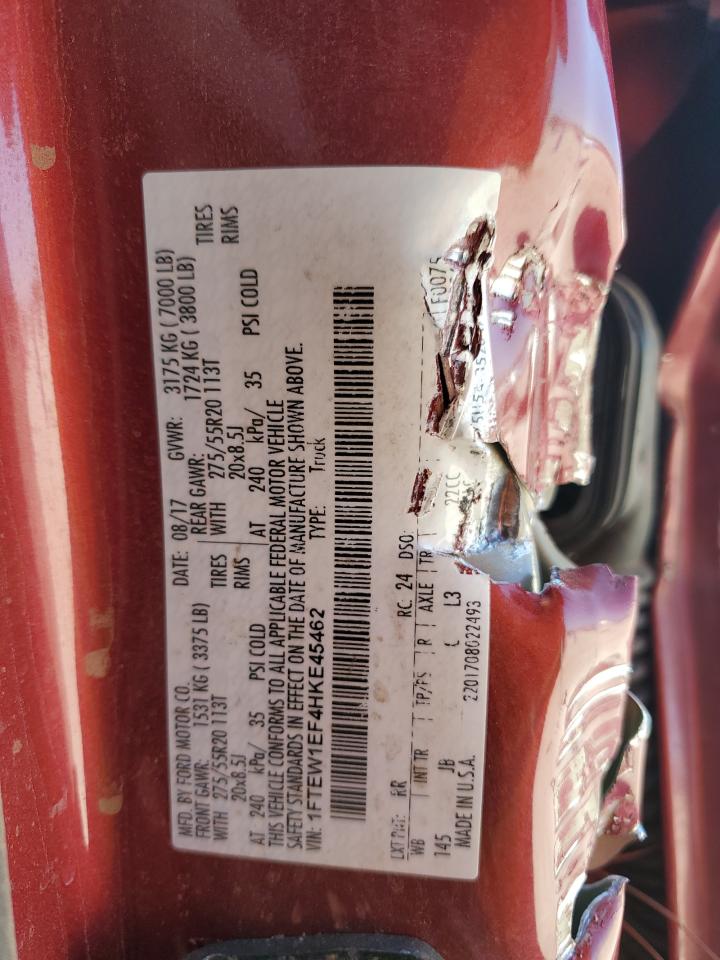 MFD. BY FORD MOTOR CO.
DATE: 08/17 GVWR: 3175 KG ( 7000 LB)
FRONT GAWR: 1531 KG ( 3375 LB) REAR GAWR: 1724 KG ( 3800 LB)
WITH 275/55R20 113T TIRES WITH 275/55R20 113T TIRES
20x8.5J RIMS 20x8.5J RIMS
AT 240 kPa/ 35 PSI COLD AT 240 kPa/ 35 PSI COLD
THIS VEHICLE CONFORMS TO ALL APPLICABLE FEDERAL MOTOR VEHICLE
SAFETY STANDARDS IN EFFECT ON THE DATE OF MANUFACTURE SHOWN ABOVE.
VIN: 1FTEW1EF4HKE45462 TYPE: Truck
EXT PNT: RR RC: 24 DSO:
WB INT TR TP/PS R AXLE TR
145 JB C L3
MADE IN U.S.A. 2201708022493